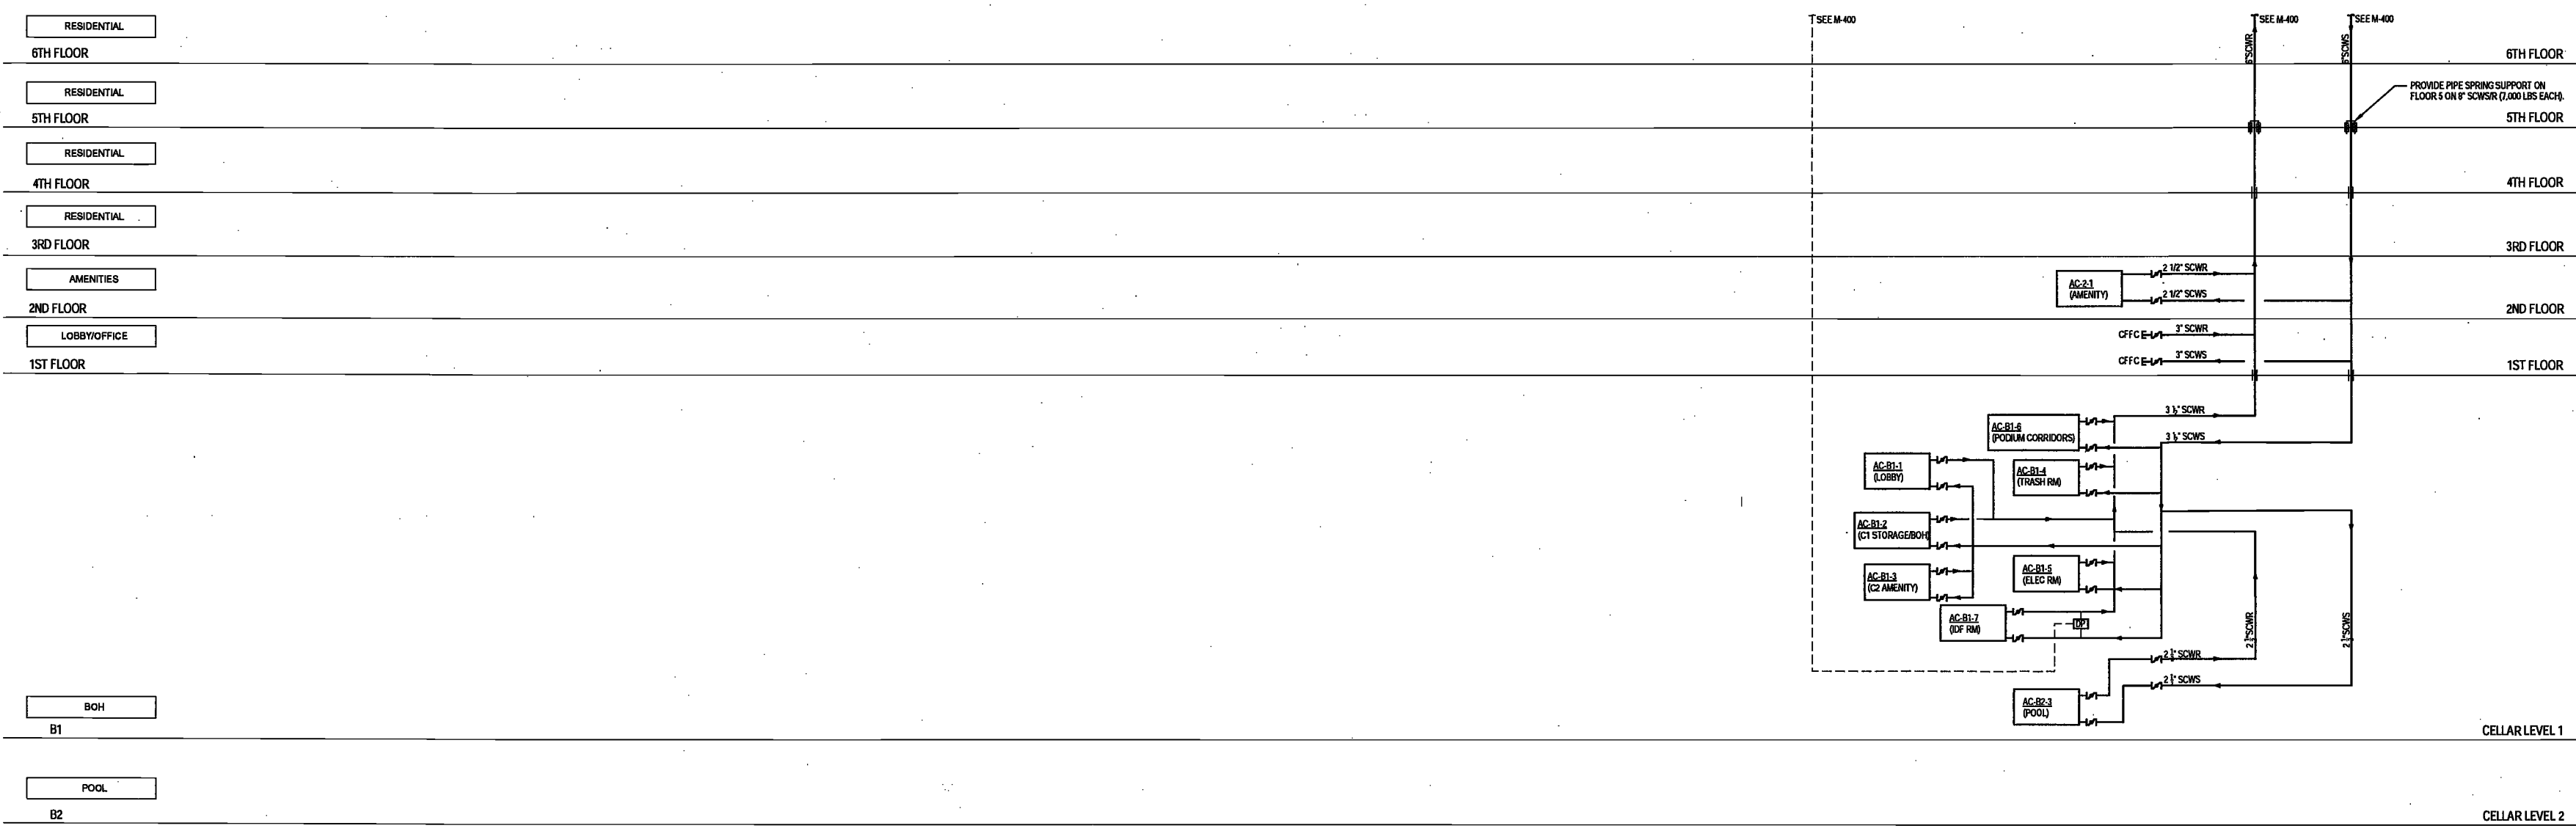 RESIDENTIAL
6TH FLOOR
RESIDENTIAL
5TH FLOOR
RESIDENTIAL
4TH FLOOR
RESIDENTIAL
3RD FLOOR
AMENITIES
2ND FLOOR
LOBBY/OFFICE
1ST FLOOR
BOH
B1
POOL
B2
SEE M-400
SEE M-400
SEE M-400
6"SCWR
6"SCWS
6TH FLOOR
PROVIDE PIPE SPRING SUPPORT ON
FLOOR 5 ON 8" SCWS/R (7,000 LBS EACH).
5TH FLOOR
4TH FLOOR
3RD FLOOR
AC-2-1
(AMENITY)
2 1/2" SCWR
2 1/2" SCWS
2ND FLOOR
CFFCE
3" SCWR
CFFCE
3" SCWS
1ST FLOOR
3 ½" SCWR
AC-B1-6
(PODIUM CORRIDORS)
3 ½" SCWS
AC-B1-1
(LOBBY)
AC-B1-4
(TRASH RM)
AC-B1-2
(C1 STORAGE/BOH)
AC-B1-3
(C2 AMENITY)
AC-B1-5
(ELEC RM)
AC-B1-7
(IDF RM)
DP
2 ½"SCWR
2 ½"SCWS
2 ½" SCWR
2 ½" SCWS
AC-B2-3
(POOL)
CELLAR LEVEL 1
CELLAR LEVEL 2